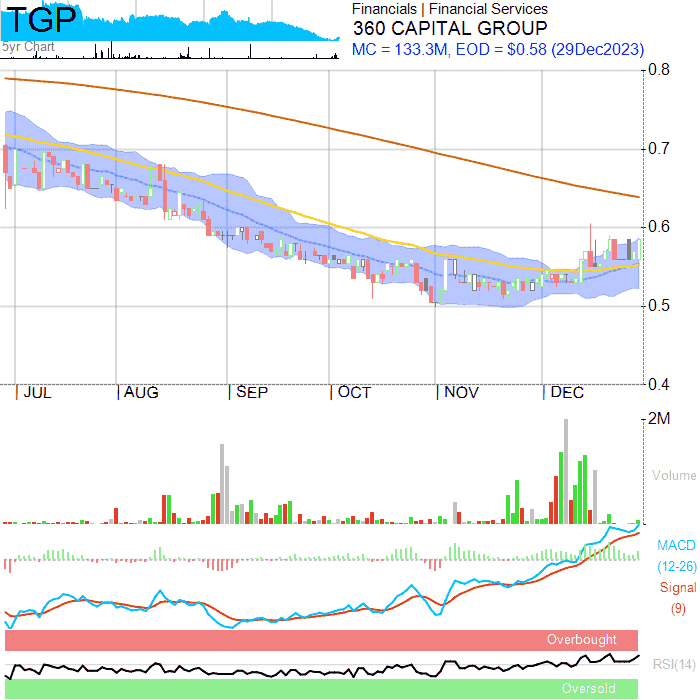 TGP
5yr Chart
Financials | Financial Services
360 CAPITAL GROUP
MC = 133.3M, EOD = $0.58 (29Dec2023)
0.8
0.7
0.6
0.5
0.4
JUL AUG SEP OCT NOV DEC
2M
Volume
MACD
(12-26)
Signal
(9)
Overbought
RSI(14)
Oversold